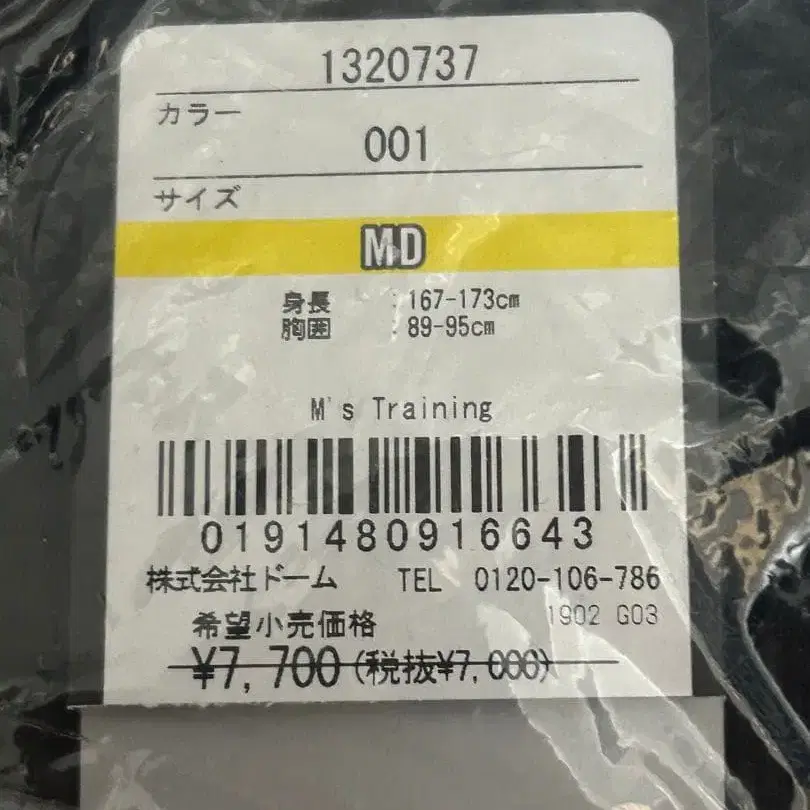 1320737
カラー
001
サイズ
MD
身長 : 167-173cm
胸囲 : 89-95cm
M's Training
0191480916643
株式会社ドーム TEL 0120-106-786
1902 G03
希望小売価格
¥7,700(税抜¥7,000)